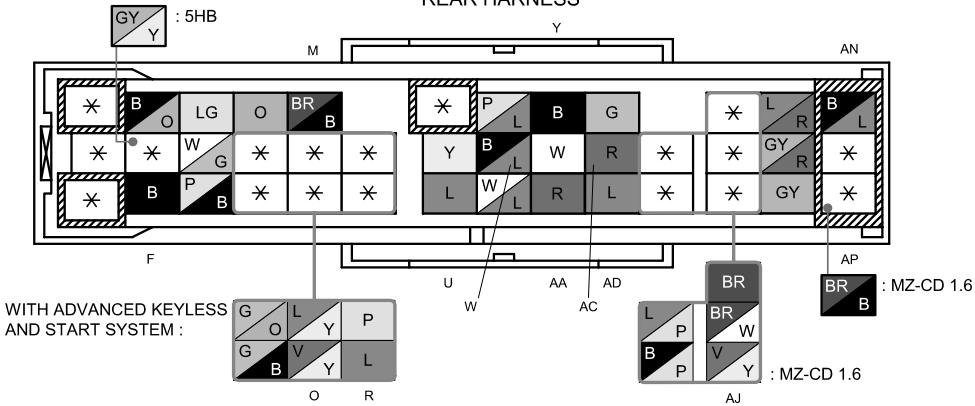 REAR HARNESS
GY Y : 5HB
M Y AN
* B O LG O BR B * P L B G * L R B L
* * W G * * * Y B L W R * * GY R *
* B P B * * * L W L R L * * GY *
F U W AA AC AD AP
BR B : MZ-CD 1.6
WITH ADVANCED KEYLESS
AND START SYSTEM :
G O L Y P
G B V Y L
O R
BR
L P BR W
B P V Y : MZ-CD 1.6
AJ